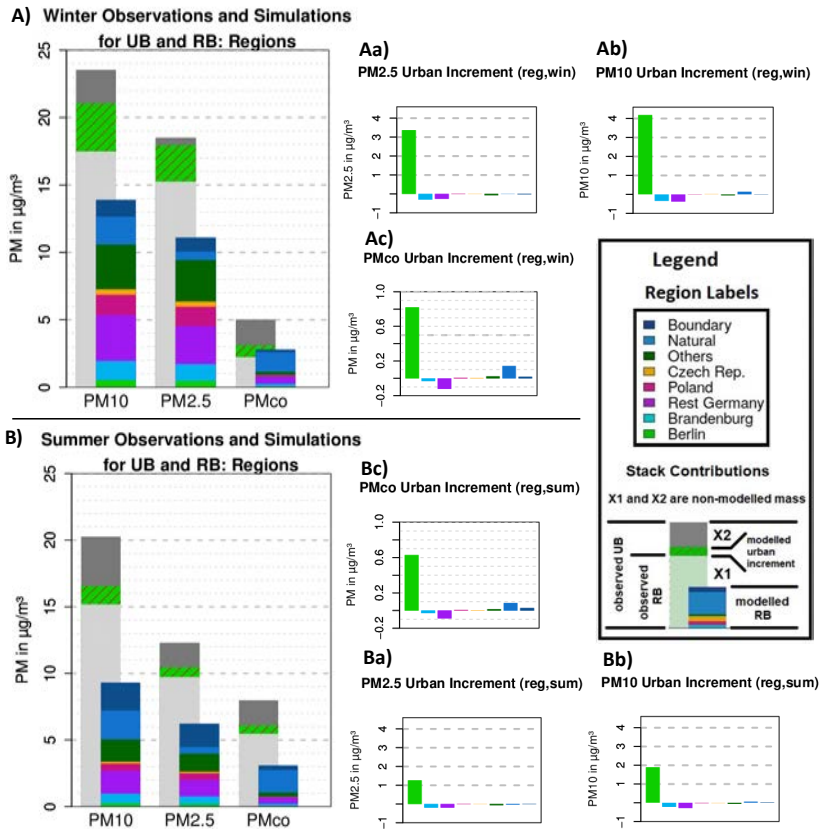 A) Winter Observations and Simulations
for UB and RB: Regions
PM in µg/m³
25
20
15
10
5
0
PM10 PM2.5 PMco
Aa)
PM2.5 Urban Increment (reg,win)
PM2.5 in µg/m³
4
3
2
1
−1
Ab)
PM10 Urban Increment (reg,win)
PM10 in µg/m³
4
3
2
1
−1
Ac)
PMco Urban Increment (reg,win)
PM in µg/m³
1.0
0.6
0.2
−0.2
Legend
Region Labels
Boundary
Natural
Others
Czech Rep.
Poland
Rest Germany
Brandenburg
Berlin
Stack Contributions
X1 and X2 are non-modelled mass
observed UB
observed RB
X2
modelled urban increment
X1
modelled RB
B) Summer Observations and Simulations
for UB and RB: Regions
PM in µg/m³
25
20
15
10
5
0
PM10 PM2.5 PMco
Bc)
PMco Urban Increment (reg,sum)
PM in µg/m³
1.0
0.6
0.2
−0.2
Ba)
PM2.5 Urban Increment (reg,sum)
PM2.5 in µg/m³
4
3
2
1
−1
Bb)
PM10 Urban Increment (reg,sum)
PM10 in µg/m³
4
3
2
1
−1